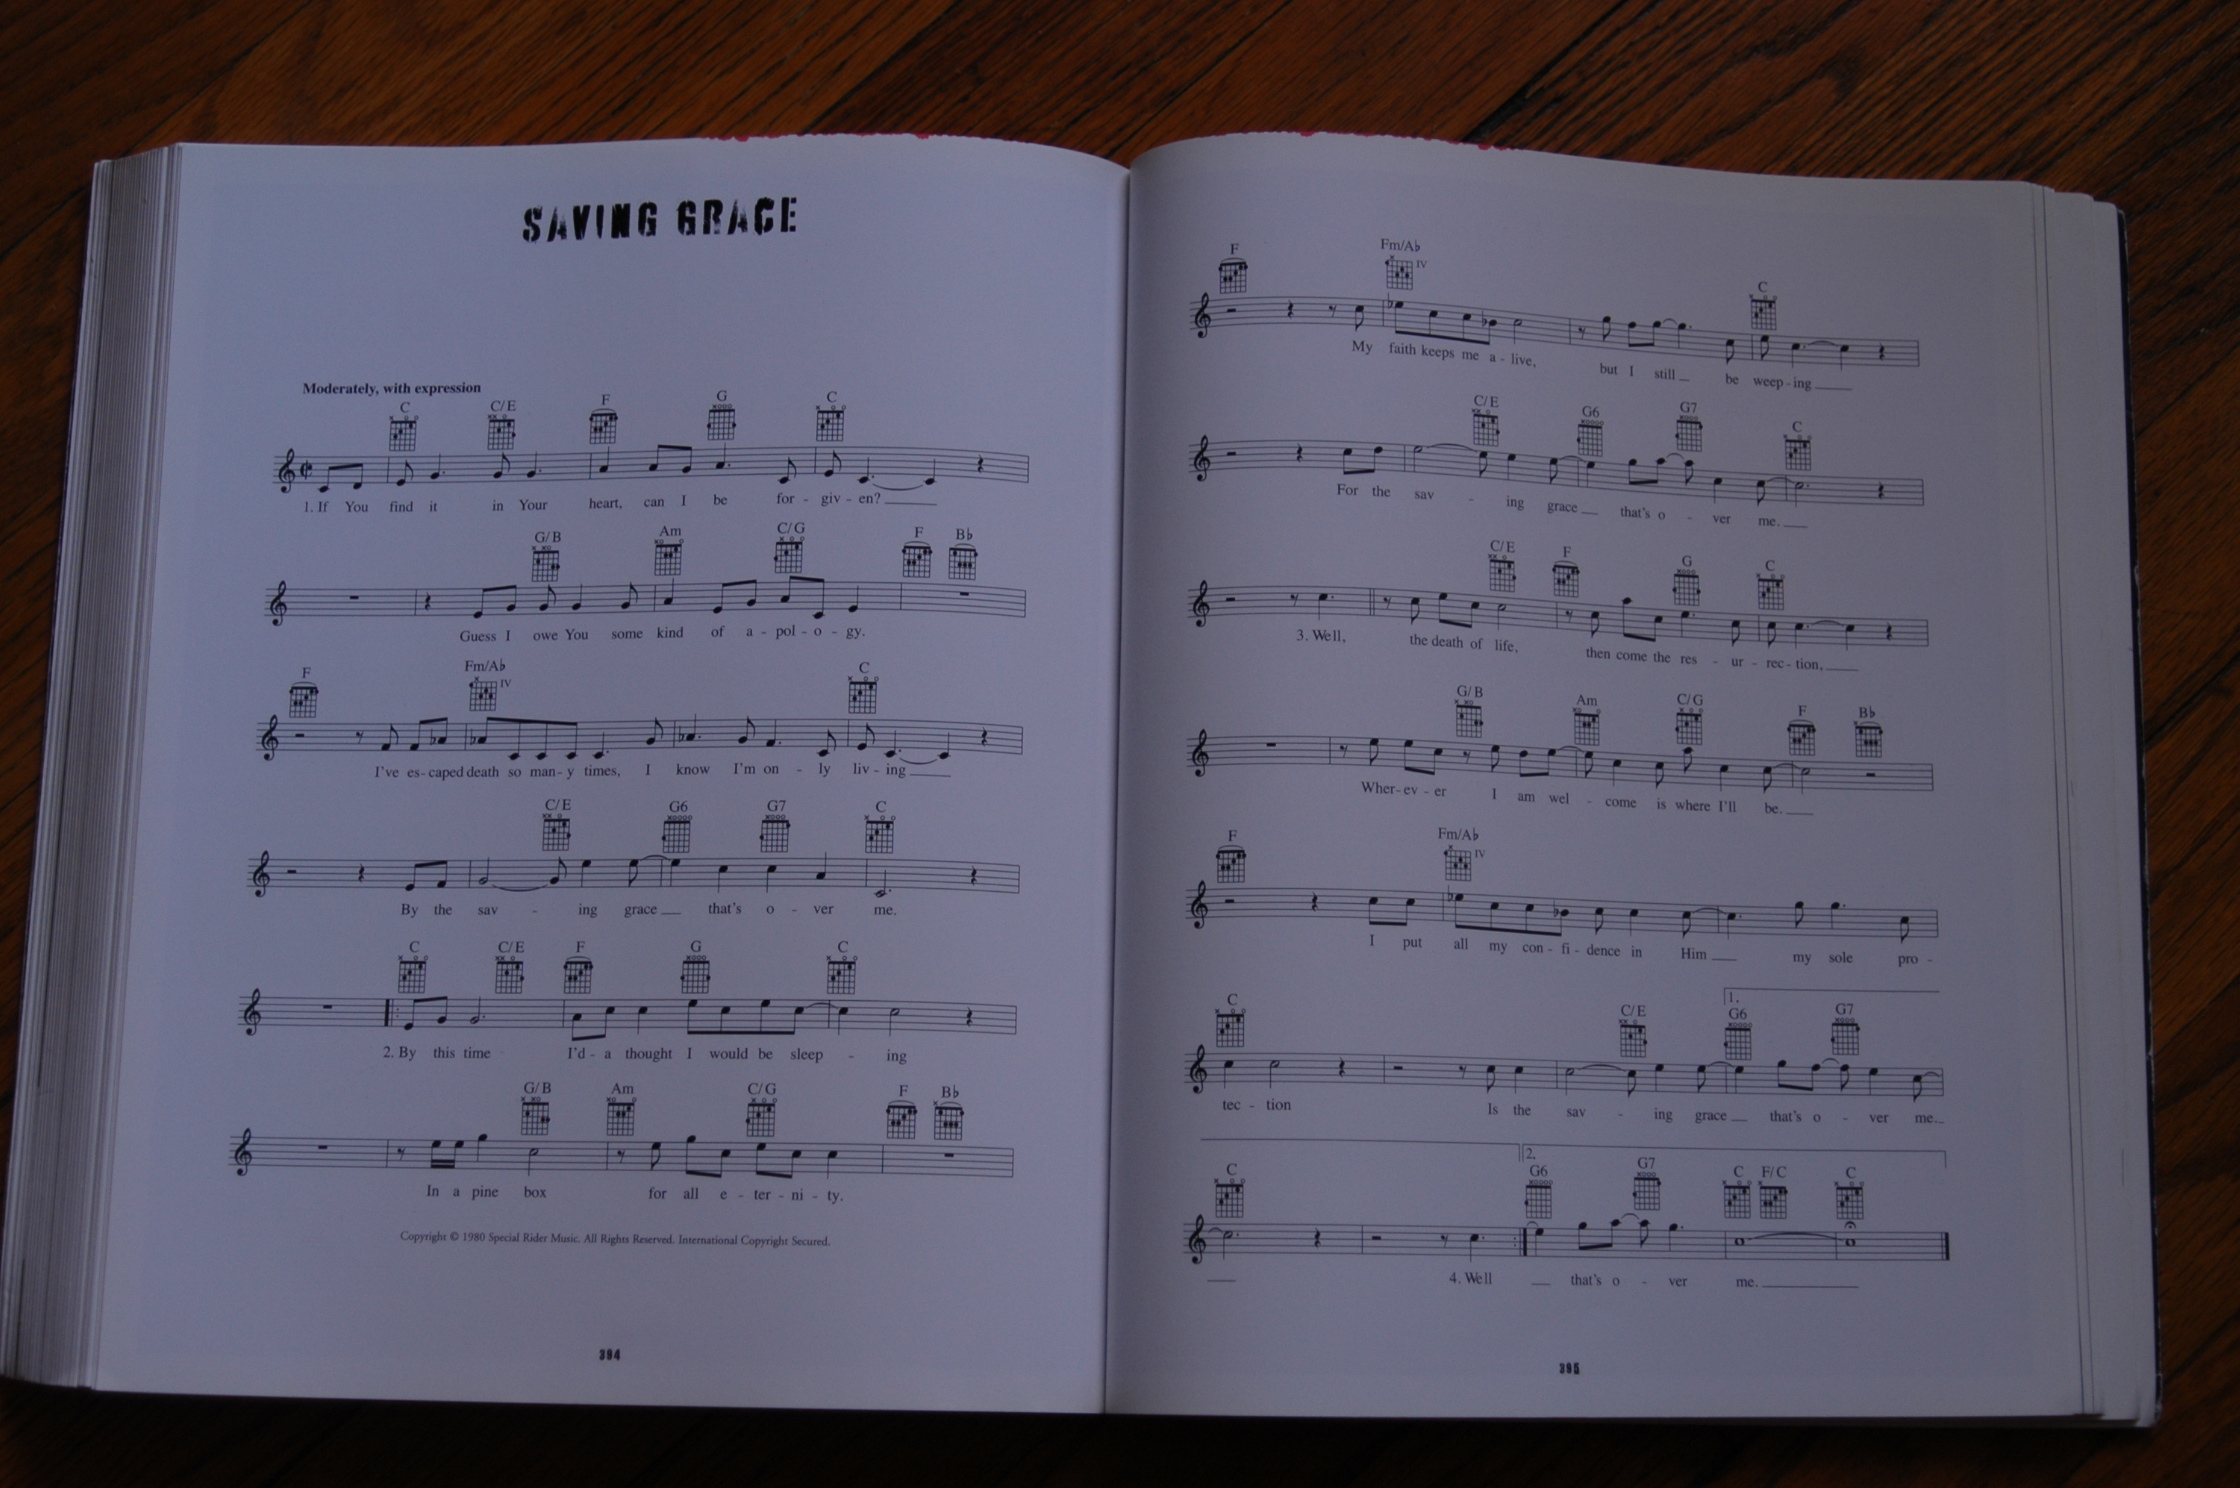 SAVING GRACE
Moderately, with expression
C C/E F G C
1. If You find it in Your heart, can I be for - giv - en?
G/B Am C/G F B♭
Guess I owe You some kind of a - pol - o - gy.
F Fm/A♭ IV C
I've es - caped death so man - y times, I know I'm on - ly liv - ing
C/E G6 G7 C
By the sav - ing grace that's o - ver me.
C C/E F G C
2. By this time I'd - a thought I would be sleep - ing
G/B Am C/G F B♭
In a pine box for all e - ter - ni - ty.
Copyright © 1980 Special Rider Music. All Rights Reserved. International Copyright Secured.
394
F Fm/A♭ IV C
My faith keeps me a - live, but I still be weep - ing
C/E G6 G7 C
For the sav - ing grace that's o - ver me.
C/E F G C
3. Well, the death of life, then come the res - ur - rec - tion,
G/B Am C/G F B♭
Wher - ev - er I am wel - come is where I'll be.
F Fm/A♭ IV
I put all my con - fi - dence in Him my sole pro -
C C/E 1. G6 G7
tec - tion Is the sav - ing grace that's o - ver me.
C 2. G6 G7 C F/C C
4. Well that's o - ver me.
395